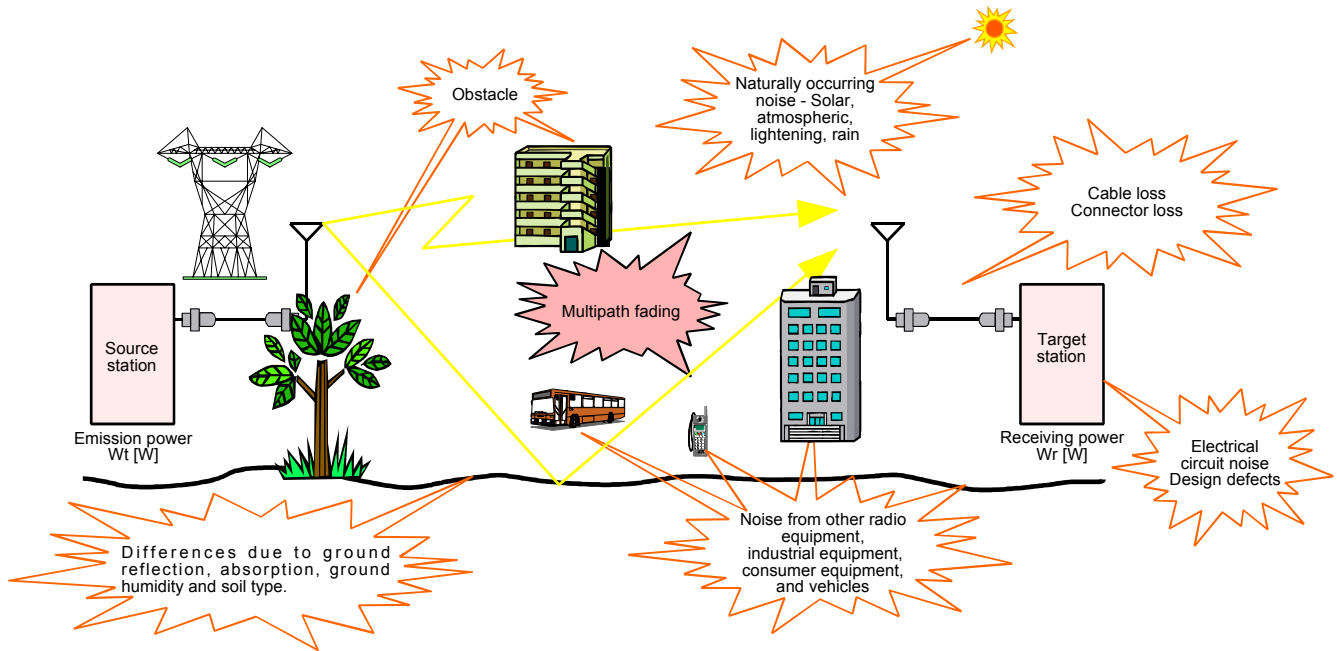 Obstacle
Naturally occurring
noise - Solar,
atmospheric,
lightening, rain
Cable loss
Connector loss
Multipath fading
Source
station
Target
station
Emission power
Wt [W]
Receiving power
Wr [W]
Electrical
circuit noise
Design defects
Differences due to ground
reflection, absorption, ground
humidity and soil type.
Noise from other radio
equipment,
industrial equipment,
consumer equipment,
and vehicles